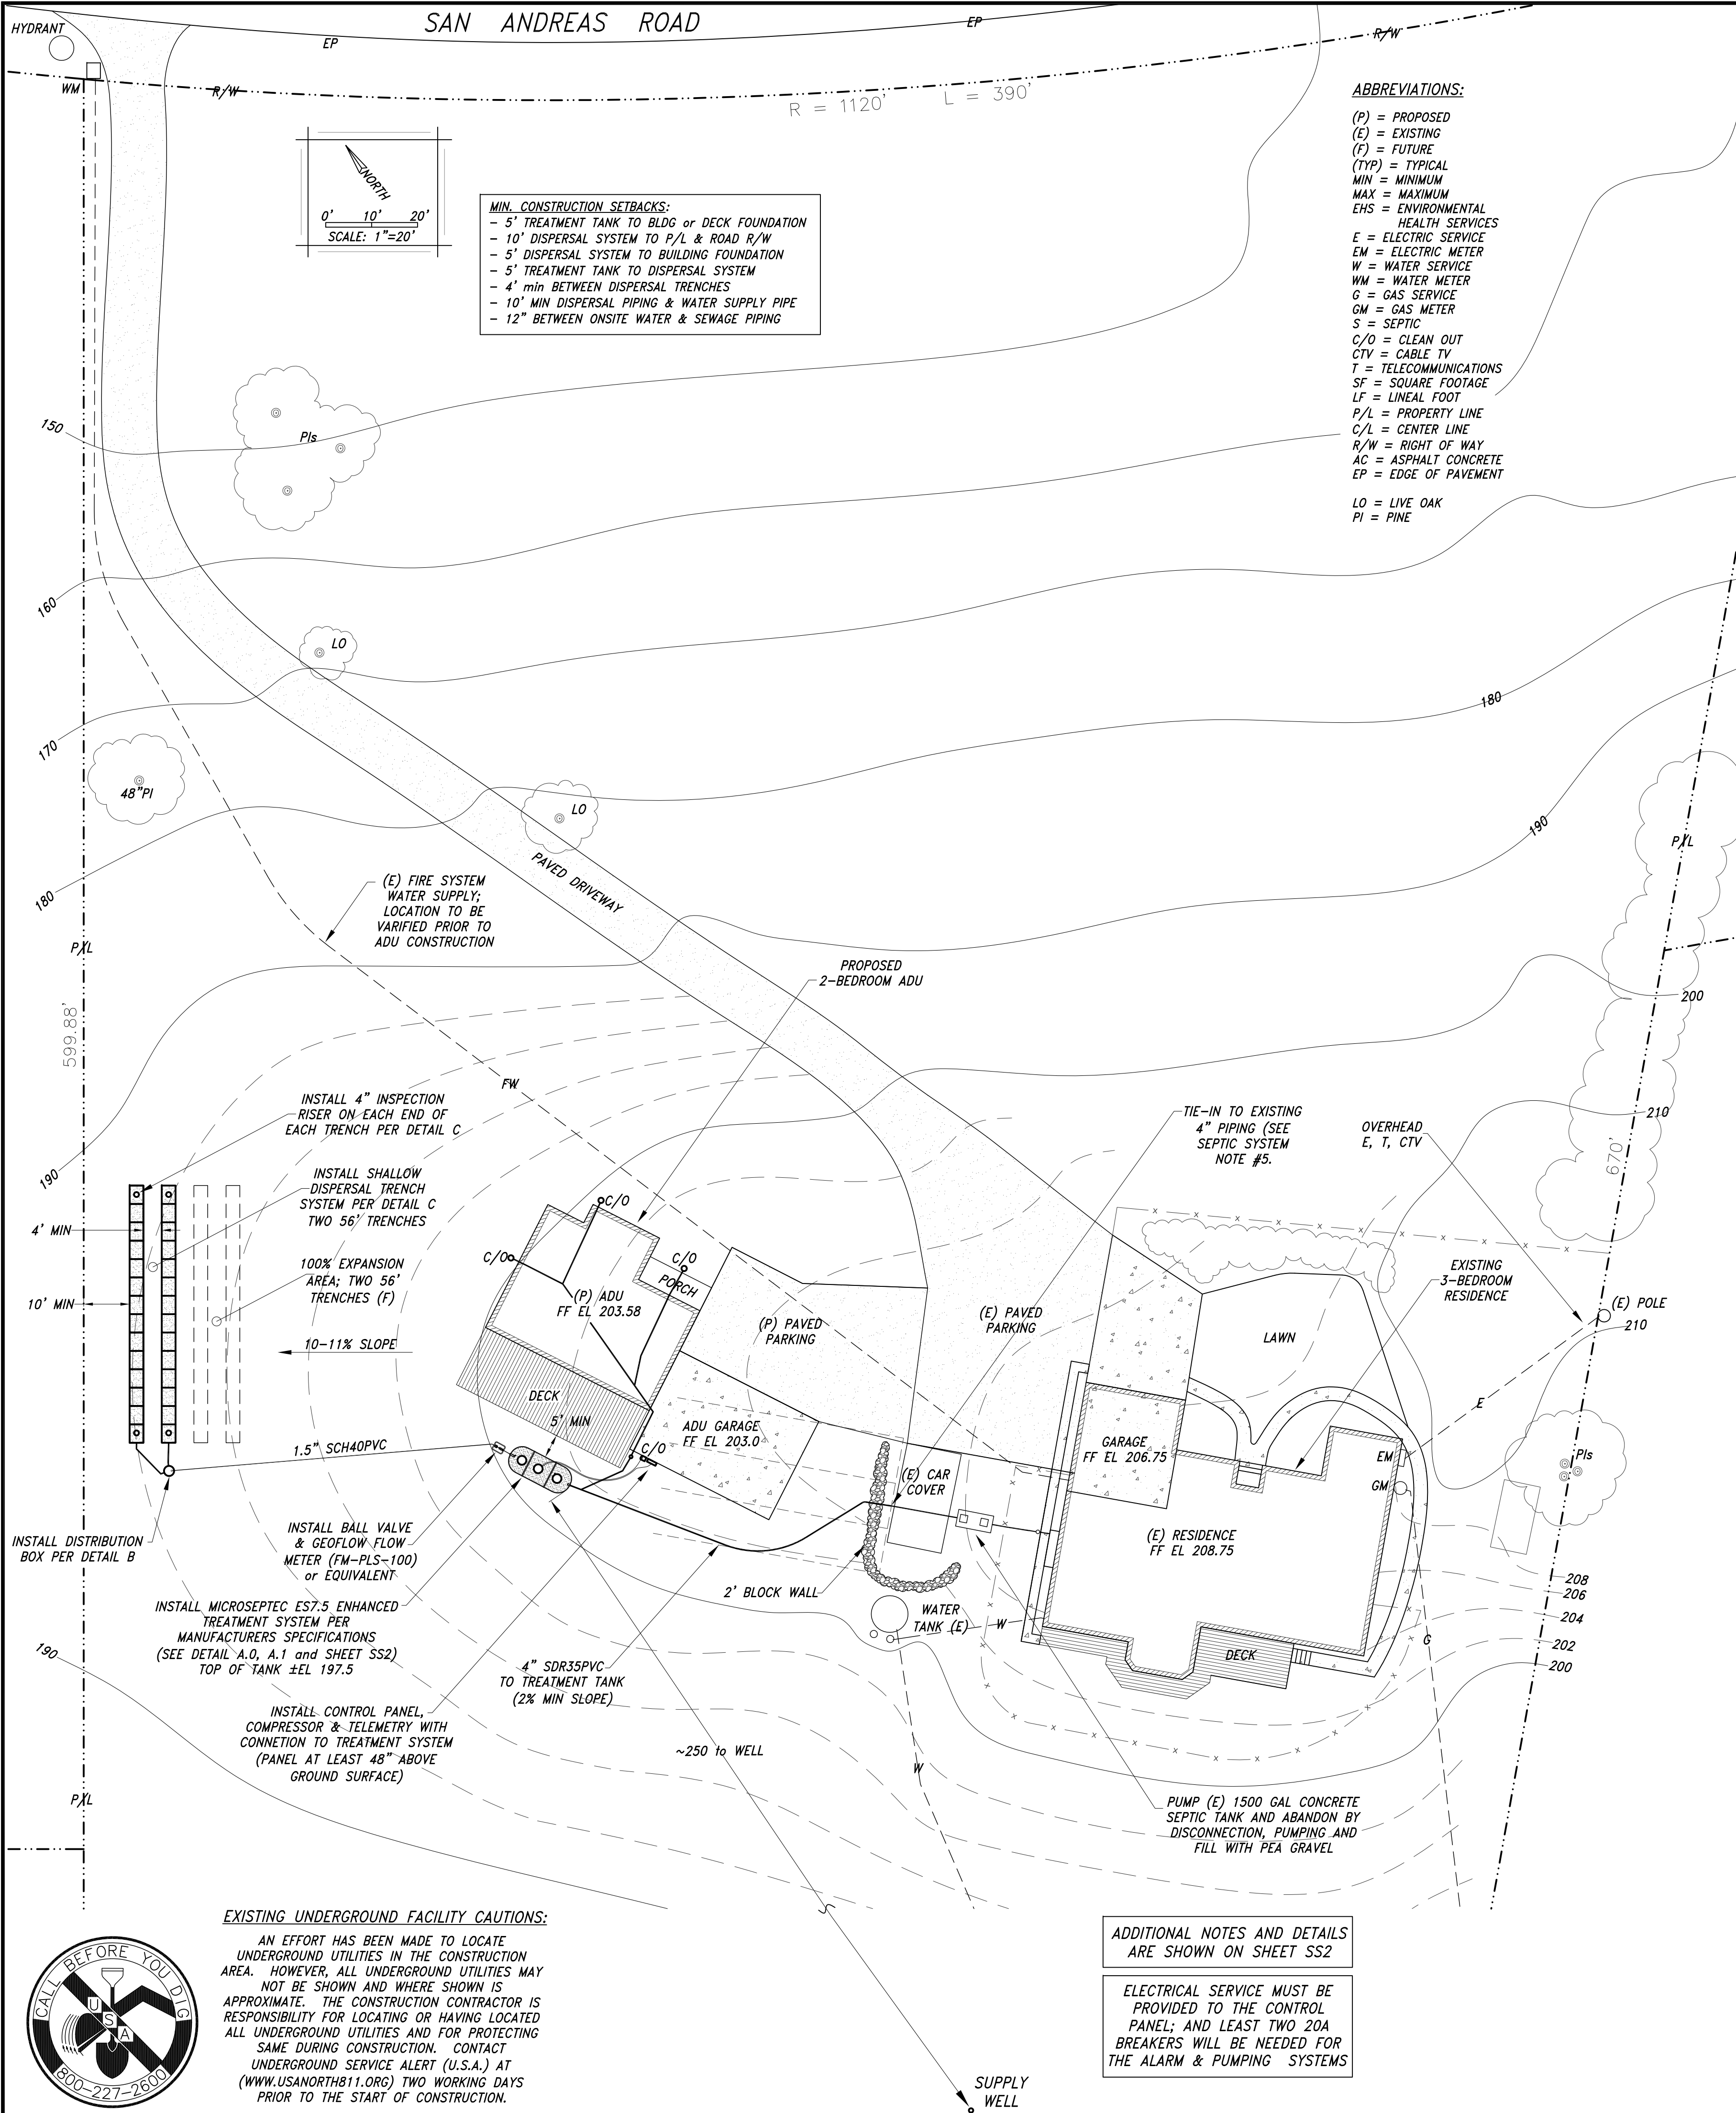 HYDRANT
SAN ANDREAS ROAD
EP
EP
R/W
WM
R/W
R = 1120' L = 390'
NORTH
0' 10' 20'
SCALE: 1"=20'
MIN. CONSTRUCTION SETBACKS:
- 5' TREATMENT TANK TO BLDG or DECK FOUNDATION
- 10' DISPERSAL SYSTEM TO P/L & ROAD R/W
- 5' DISPERSAL SYSTEM TO BUILDING FOUNDATION
- 5' TREATMENT TANK TO DISPERSAL SYSTEM
- 4' min BETWEEN DISPERSAL TRENCHES
- 10' MIN DISPERSAL PIPING & WATER SUPPLY PIPE
- 12" BETWEEN ONSITE WATER & SEWAGE PIPING
ABBREVIATIONS:
(P) = PROPOSED
(E) = EXISTING
(F) = FUTURE
(TYP) = TYPICAL
MIN = MINIMUM
MAX = MAXIMUM
EHS = ENVIRONMENTAL
HEALTH SERVICES
E = ELECTRIC SERVICE
EM = ELECTRIC METER
W = WATER SERVICE
WM = WATER METER
G = GAS SERVICE
GM = GAS METER
S = SEPTIC
C/O = CLEAN OUT
CTV = CABLE TV
T = TELECOMMUNICATIONS
SF = SQUARE FOOTAGE
LF = LINEAL FOOT
P/L = PROPERTY LINE
C/L = CENTER LINE
R/W = RIGHT OF WAY
AC = ASPHALT CONCRETE
EP = EDGE OF PAVEMENT
LO = LIVE OAK
PI = PINE
150
PIs
160
LO
170
180
48"PI
LO
190
P/L
180
PAVED DRIVEWAY
(E) FIRE SYSTEM
WATER SUPPLY;
LOCATION TO BE
VARIFIED PRIOR TO
ADU CONSTRUCTION
P/L
PROPOSED
2-BEDROOM ADU
200
599.88'
FW
INSTALL 4" INSPECTION
RISER ON EACH END OF
EACH TRENCH PER DETAIL C
TIE-IN TO EXISTING
4" PIPING (SEE
SEPTIC SYSTEM
NOTE #5.
OVERHEAD
E, T, CTV
210
670'
190
INSTALL SHALLOW
DISPERSAL TRENCH
SYSTEM PER DETAIL C
TWO 56' TRENCHES
4' MIN
C/O
C/O
C/O
PORCH
100% EXPANSION
AREA; TWO 56'
TRENCHES (F)
10' MIN
(P) ADU
FF EL 203.58
(P) PAVED
PARKING
(E) PAVED
PARKING
EXISTING
3-BEDROOM
RESIDENCE
(E) POLE
210
LAWN
10-11% SLOPE
DECK
5' MIN
ADU GARAGE
FF EL 203.0
C/O
1.5" SCH40PVC
GARAGE
FF EL 206.75
E
EM
GM
PIs
(E) CAR
COVER
INSTALL DISTRIBUTION
BOX PER DETAIL B
INSTALL BALL VALVE
& GEOFLOW FLOW
METER (FM-PLS-100)
or EQUIVALENT
(E) RESIDENCE
FF EL 208.75
2' BLOCK WALL
208
206
204
202
200
WATER
TANK (E)
W
G
INSTALL MICROSEPTEC ES7.5 ENHANCED
TREATMENT SYSTEM PER
MANUFACTURERS SPECIFICATIONS
(SEE DETAIL A.0, A.1 and SHEET SS2)
TOP OF TANK ±EL 197.5
190
4" SDR35PVC
TO TREATMENT TANK
(2% MIN SLOPE)
DECK
INSTALL CONTROL PANEL,
COMPRESSOR & TELEMETRY WITH
CONNETION TO TREATMENT SYSTEM
(PANEL AT LEAST 48" ABOVE
GROUND SURFACE)
~250 to WELL
W
P/L
PUMP (E) 1500 GAL CONCRETE
SEPTIC TANK AND ABANDON BY
DISCONNECTION, PUMPING AND
FILL WITH PEA GRAVEL
CALL BEFORE YOU DIG
USA
800-227-2600
EXISTING UNDERGROUND FACILITY CAUTIONS:
AN EFFORT HAS BEEN MADE TO LOCATE
UNDERGROUND UTILITIES IN THE CONSTRUCTION
AREA. HOWEVER, ALL UNDERGROUND UTILITIES MAY
NOT BE SHOWN AND WHERE SHOWN IS
APPROXIMATE. THE CONSTRUCTION CONTRACTOR IS
RESPONSIBILITY FOR LOCATING OR HAVING LOCATED
ALL UNDERGROUND UTILITIES AND FOR PROTECTING
SAME DURING CONSTRUCTION. CONTACT
UNDERGROUND SERVICE ALERT (U.S.A.) AT
(WWW.USANORTH811.ORG) TWO WORKING DAYS
PRIOR TO THE START OF CONSTRUCTION.
ADDITIONAL NOTES AND DETAILS
ARE SHOWN ON SHEET SS2
ELECTRICAL SERVICE MUST BE
PROVIDED TO THE CONTROL
PANEL; AND LEAST TWO 20A
BREAKERS WILL BE NEEDED FOR
THE ALARM & PUMPING SYSTEMS
SUPPLY
WELL